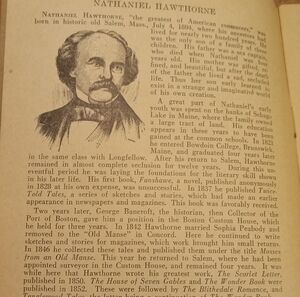 NATHANIEL HAWTHORNE
NATHANIEL HAWTHORNE, "the greatest of American romancers," was
born in historic old Salem, Mass., July 4, 1804, where his ancestors had
lived for nearly two hundred years. He
was the only son of a family of three
children. His father was a sea captain,
who died when Nathaniel was but
years old. His mother was
fined, and beautiful, but after the death
of the father she lived a sad, secluded
life. Thus her son early learned to
exist in a strange and imaginative world
of his own creation.
A great part of Nathaniel's early
youth was spent on the banks of Sebago
Lake in Maine, where the family owned
a large tract of land. His education
appears in these years to have been
gained at the common schools. In 1821
he entered Bowdoin College, Brunswick,
Maine, and graduated four years later
in the same class with Longfellow.
After his return to Salem, Hawthorne
remained in almost complete seclusion for twelve years. During this un-
eventful period he was laying the foundations for the literary distinction won
in his later life. His first book, Fanshawe, a dull novel, published anonymously
in 1828 at his own expense, was unsuccessful. In 1837 he published Twice-
Told Tales, a series of sketches and stories, which had made an earlier
appearance in newspapers and magazines. This book was favorably received.
Two years later, George Bancroft, the historian, then Collector of the
Port of Boston, gave him a position in the Boston Custom House, which
he held for three years. In 1842 Hawthorne married Sophia Peabody and
removed to the "Old Manse" in Concord. Here he continued to write
sketches and stories for magazines, which work brought him small returns.
In 1846 he collected these tales and published them under the title Mosses
from an Old Manse. This year he returned to Salem, where he had been
appointed surveyor in the Custom House, and remained four years. It was
while here that Hawthorne wrote his greatest work, The Scarlet Letter,
published in 1850. The House of Seven Gables and The Wonder Book were
published in 1852. These were followed by The Blithedale Romance, and
Tanglewood Tales, the latter being